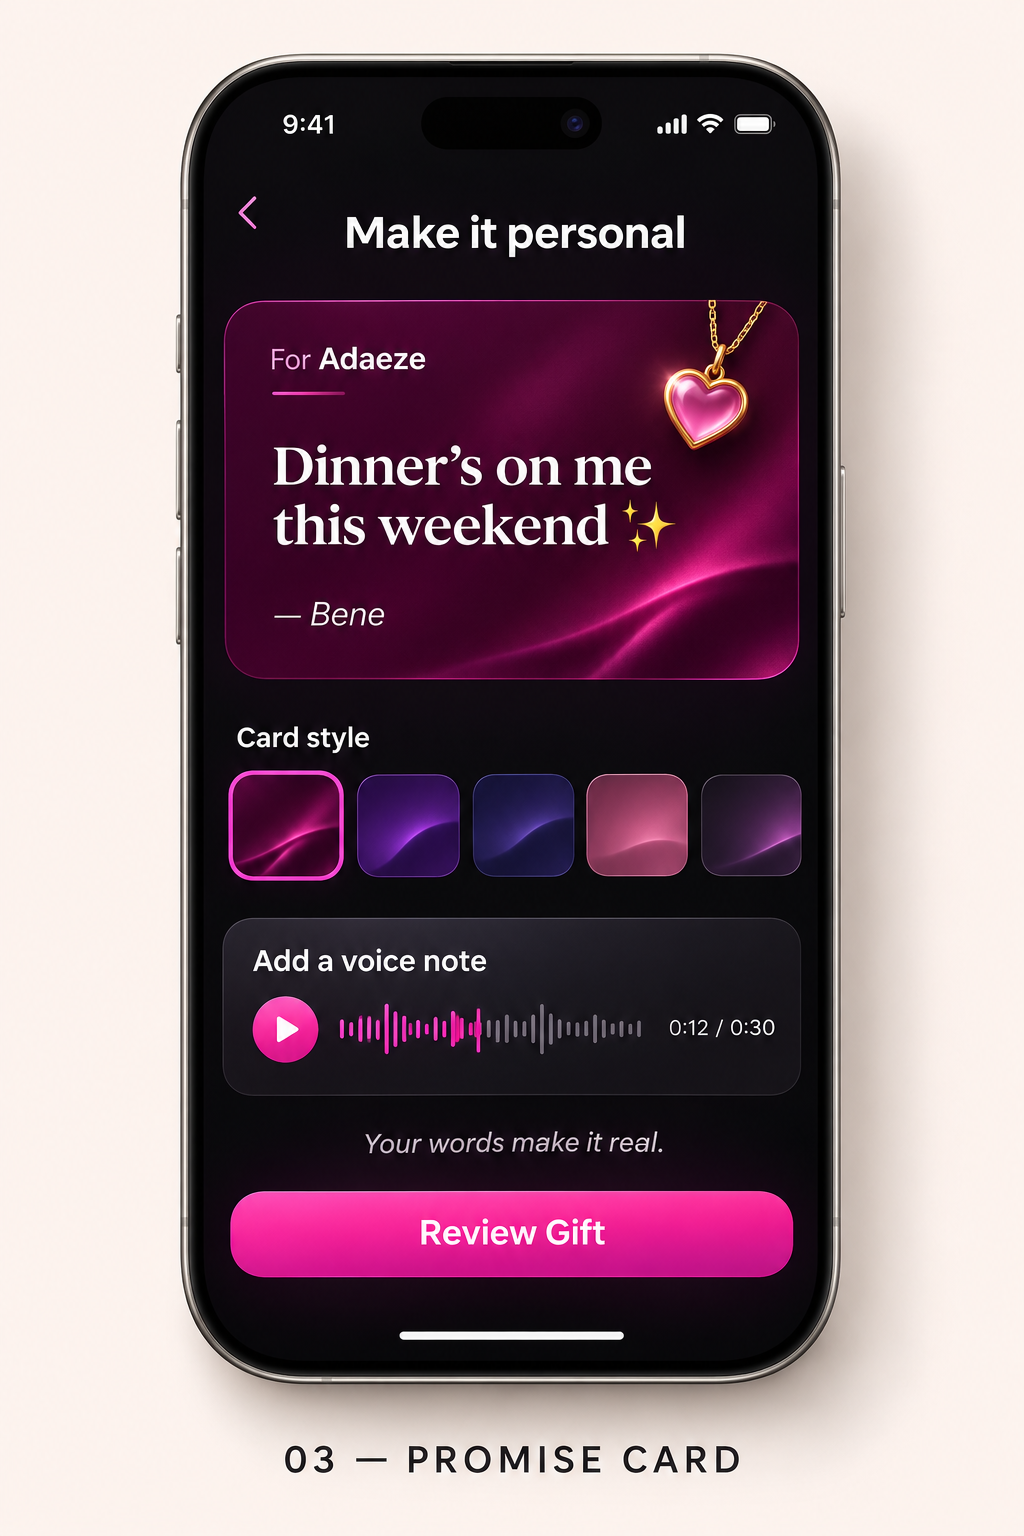 9:41
Make it personal
For Adaeze
Dinner’s on me
this weekend ✨
— Bene
Card style
Add a voice note
0:12 / 0:30
Your words make it real.
Review Gift
03 — PROMISE CARD